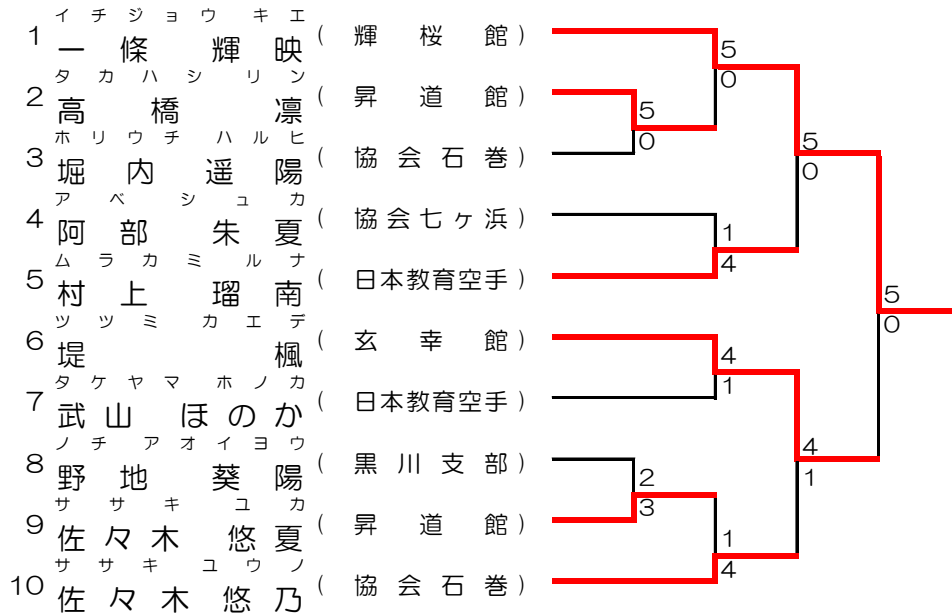 イチジョウ キエ
1 一條 輝映 ( 輝桜館 )
5
0
タカハシ リン
2 高橋 凛 ( 昇道館 )
5
0
ホリウチ ハルヒ
3 堀内 遥陽 ( 協会石巻 )
5
0
アベ シュカ
4 阿部 朱夏 ( 協会七ヶ浜 )
1
4
ムラカミ ルナ
5 村上 瑠南 ( 日本教育空手 )
5
0
ツツミ カエデ
6 堤 楓 ( 玄幸館 )
4
1
タケヤマ ホノカ
7 武山 ほのか ( 日本教育空手 )
4
1
ノチ アオイヨウ
8 野地 葵陽 ( 黒川支部 )
2
3
ササキ ユカ
9 佐々木 悠夏 ( 昇道館 )
1
4
ササキ ユウノ
10 佐々木 悠乃 ( 協会石巻 )